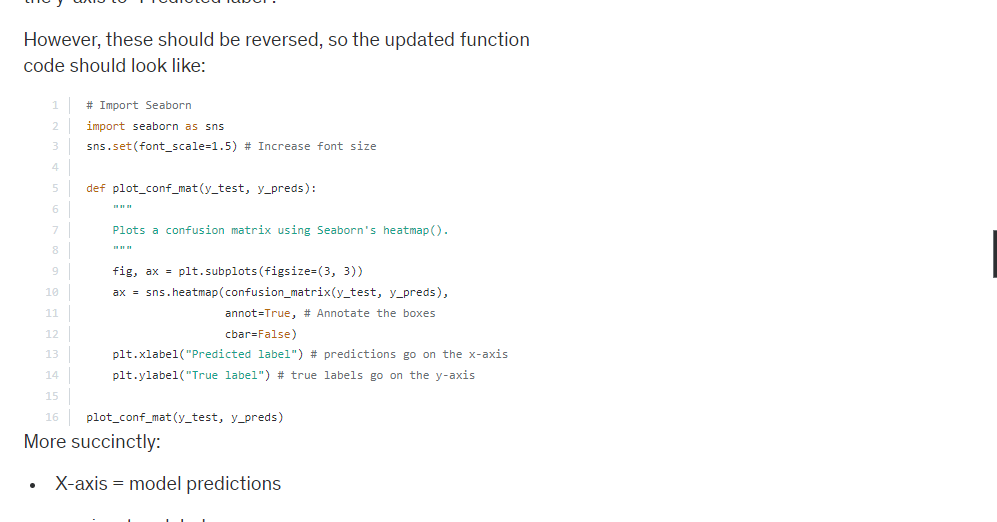 However, these should be reversed, so the updated function
code should look like:
1 # Import Seaborn
2 import seaborn as sns
3 sns.set(font_scale=1.5) # Increase font size
4
5 def plot_conf_mat(y_test, y_preds):
6 """
7 Plots a confusion matrix using Seaborn's heatmap().
8 """
9 fig, ax = plt.subplots(figsize=(3, 3))
10 ax = sns.heatmap(confusion_matrix(y_test, y_preds),
11 annot=True, # Annotate the boxes
12 cbar=False)
13 plt.xlabel("Predicted label") # predictions go on the x-axis
14 plt.ylabel("True label") # true labels go on the y-axis
15
16 plot_conf_mat(y_test, y_preds)
More succinctly:
• X-axis = model predictions